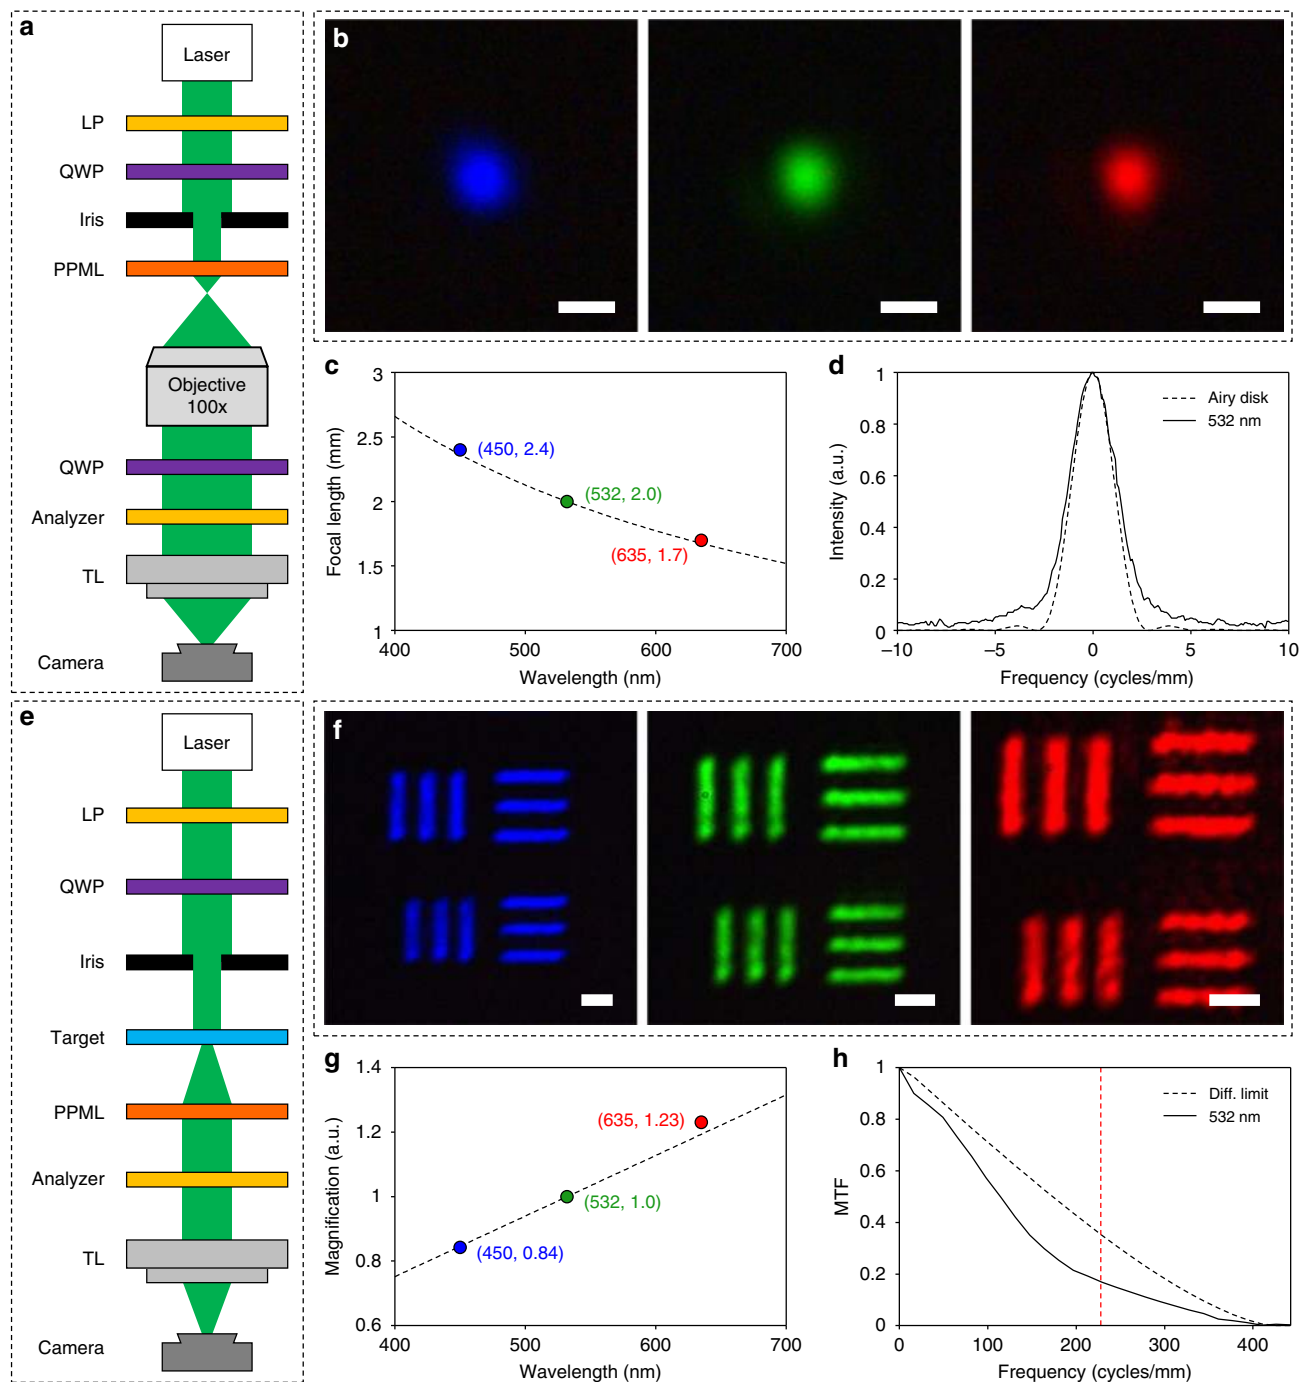 a
Laser
LP
QWP
Iris
PPML
Objective
100x
QWP
Analyzer
TL
Camera
b
c
3
2.5
2
1.5
1
400
500
600
700
Focal length (mm)
Wavelength (nm)
(450, 2.4)
(532, 2.0)
(635, 1.7)
d
1
0.8
0.6
0.4
0.2
0
–10
–5
0
5
10
Intensity (a.u.)
Frequency (cycles/mm)
Airy disk
532 nm
e
Laser
LP
QWP
Iris
Target
PPML
Analyzer
TL
Camera
f
g
1.4
1.2
1
0.8
0.6
400
500
600
700
Magnification (a.u.)
Wavelength (nm)
(635, 1.23)
(532, 1.0)
(450, 0.84)
h
1
0.8
0.6
0.4
0.2
0
0
100
200
300
400
MTF
Frequency (cycles/mm)
Diff. limit
532 nm